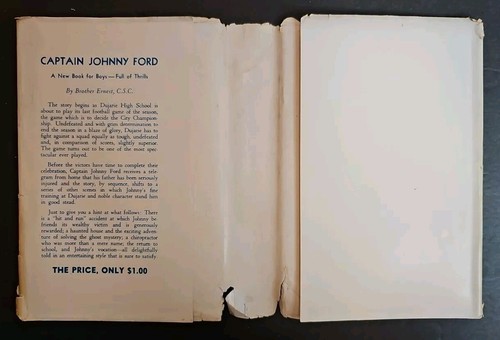 CAPTAIN JOHNNY FORD
A New Book for Boys—Full of Thrills
By Brother Ernest, C.S.C.
The story begins as Dujarie High School is
about to play its last football game of the season,
the game which is to decide the City Champion-
ship. Undefeated and with great determination to
end the season in a blaze of glory, Dujarie has to
fight against a squad equally as tough, undefeated
and, in comparison of scores, slightly superior.
The game turns out to be one of the most spec-
tacular ever played.
Before the victors have time to complete their
celebration, Captain Johnny Ford receives a tele-
gram from home that his father has been seriously
injured and the story, by sequence, shifts to a
series of other scenes in which Johnny's fine
training at Dujarie and noble character stand him
in good stead.
Just to give you a hint at what follows: There
is a "hit and run" accident at which Johnny be-
friends its wealthy victim and is generously
rewarded; a haunted house and the exciting adven-
ture of solving the ghost mystery; a chiropractor
who was more than a mere name; the return to
school, and Johnny's vocation—all delightfully
told in an entertaining style that is sure to satisfy.
THE PRICE, ONLY $1.00